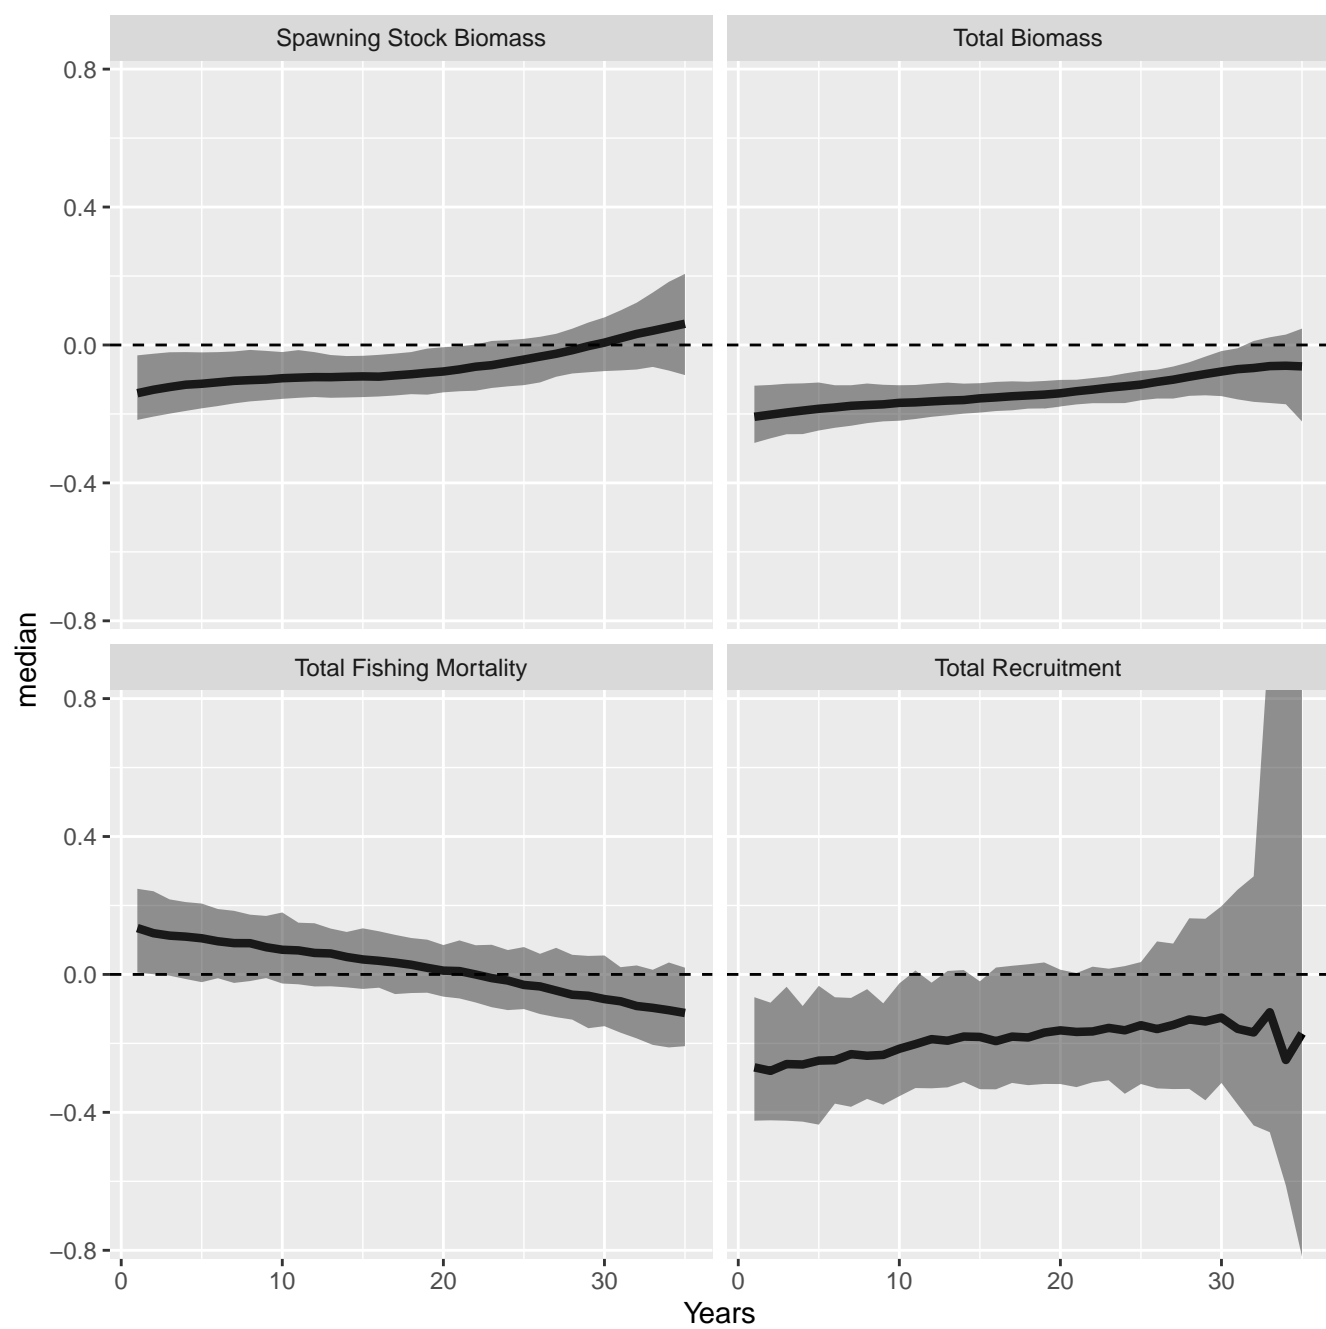 Spawning Stock Biomass
Total Biomass
0.8
0.4
0.0
−0.4
−0.8
median
Total Fishing Mortality
Total Recruitment
0.8
0.4
0.0
−0.4
−0.8
0 10 20 30
0 10 20 30
Years